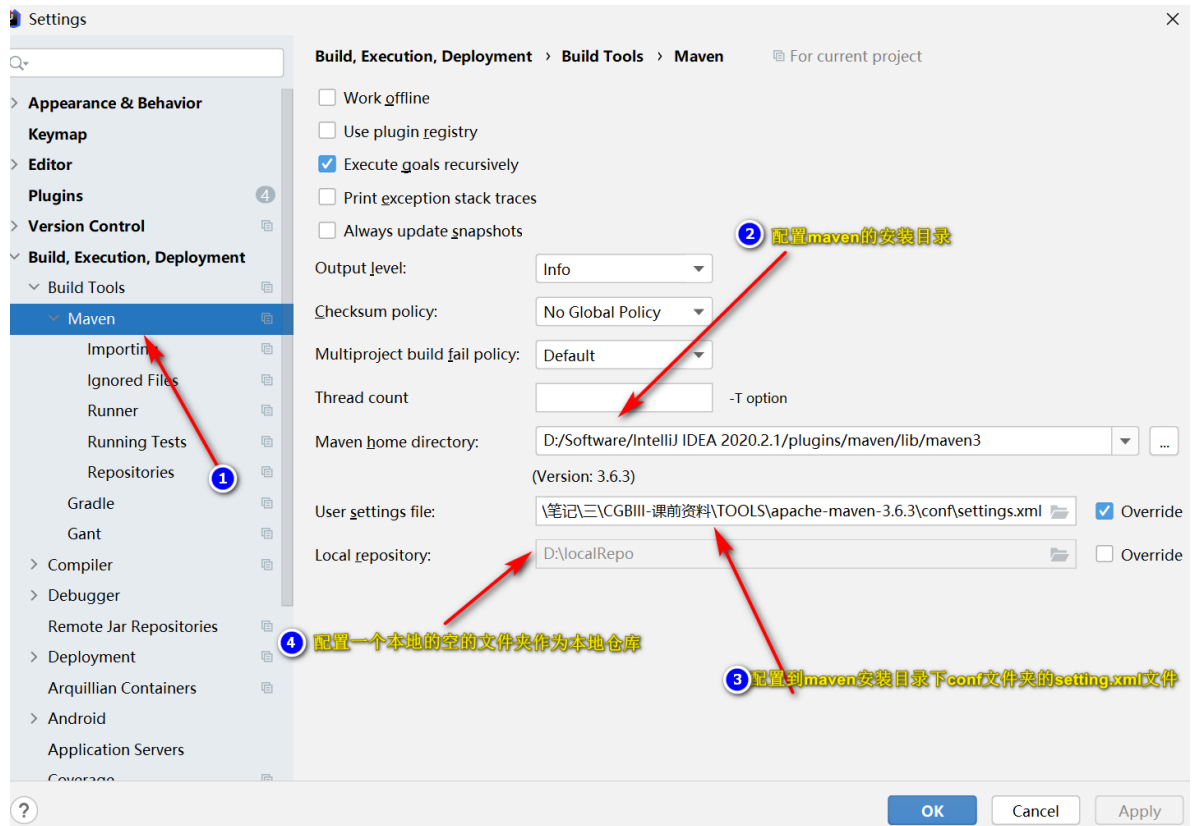 Settings
Build, Execution, Deployment › Build Tools › Maven For current project
Appearance & Behavior
Keymap
Editor
Plugins 4
Version Control
Build, Execution, Deployment
Build Tools
Maven
Importing
Ignored Files
Runner
Running Tests
Repositories
Gradle
Gant
Compiler
Debugger
Remote Jar Repositories
Deployment
Arquillian Containers
Android
Application Servers
Coverage
1
Work offline
Use plugin registry
Execute goals recursively
Print exception stack traces
Always update snapshots
2 配置maven的安装目录
Output level: Info
Checksum policy: No Global Policy
Multiproject build fail policy: Default
Thread count -T option
Maven home directory: D:/Software/IntelliJ IDEA 2020.2.1/plugins/maven/lib/maven3 ...
(Version: 3.6.3)
User settings file: \笔记\三\CGBIII-课前资料\TOOLS\apache-maven-3.6.3\conf\settings.xml Override
Local repository: D:\localRepo Override
4 配置一个本地的空的文件夹作为本地仓库
3 配置到maven安装目录下conf文件夹的setting.xml文件
? OK Cancel Apply